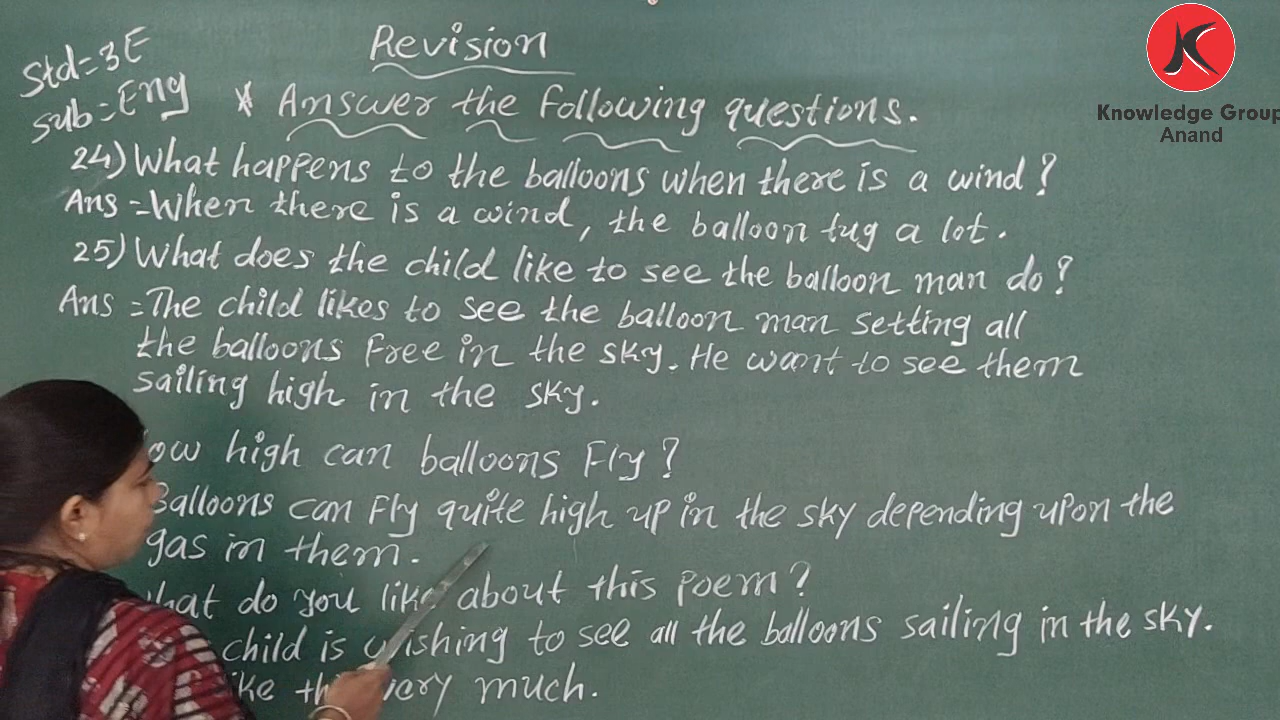 Std=3E
Sub=Eng
Revision
* Answer the following questions.
24) What happens to the balloons when there is a wind?
Ans =When there is a wind, the balloon tug a lot.
25) What does the child like to see the balloon man do?
Ans =The child likes to see the balloon man setting all
the balloons free in the sky. He want to see them
sailing high in the sky.
ow high can balloons Fly?
Balloons can Fly quite high up in the sky depending upon the
gas in them.
hat do you like about this poem?
child is wishing to see all the balloons sailing in the sky.
very much.
Knowledge Group
Anand